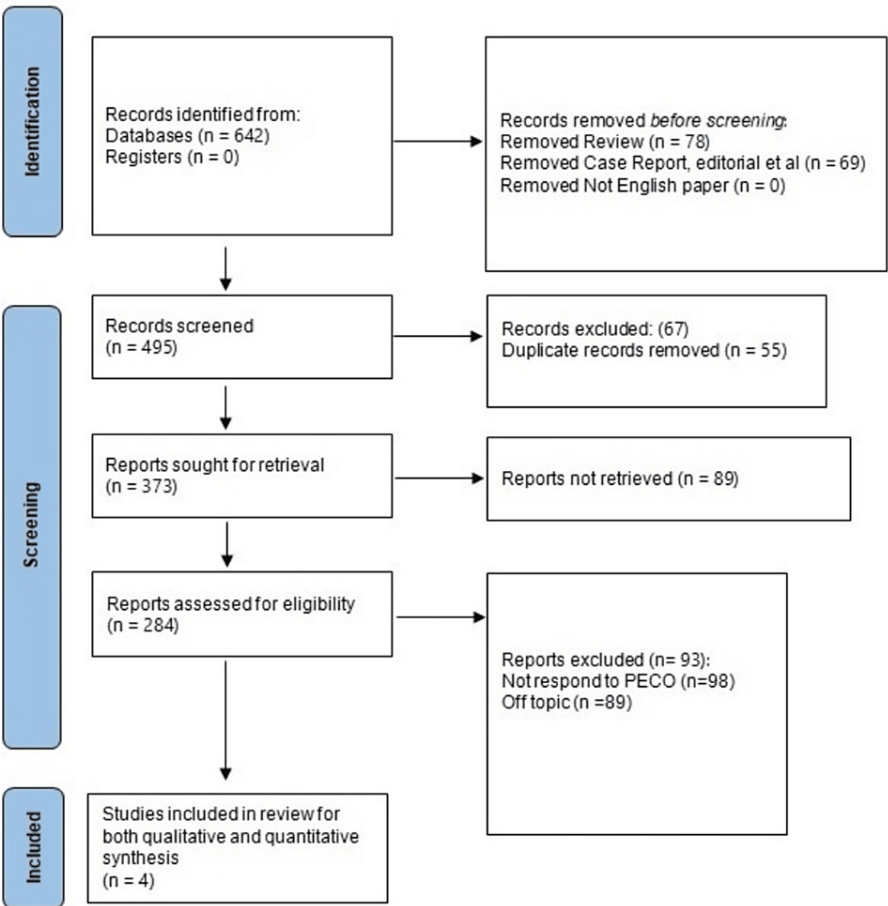 Identification
Records identified from:
Databases (n = 642)
Registers (n = 0)
Records removed before screening:
Removed Review (n = 78)
Removed Case Report, editorial et al (n = 69)
Removed Not English paper (n = 0)
Screening
Records screened
(n = 495)
Records excluded: (67)
Duplicate records removed (n = 55)
Reports sought for retrieval
(n = 373)
Reports not retrieved (n = 89)
Reports assessed for eligibility
(n = 284)
Reports excluded (n= 93):
Not respond to PECO (n=98)
Off topic (n =89)
Included
Studies included in review for
both qualitative and quantitative
synthesis
(n = 4)